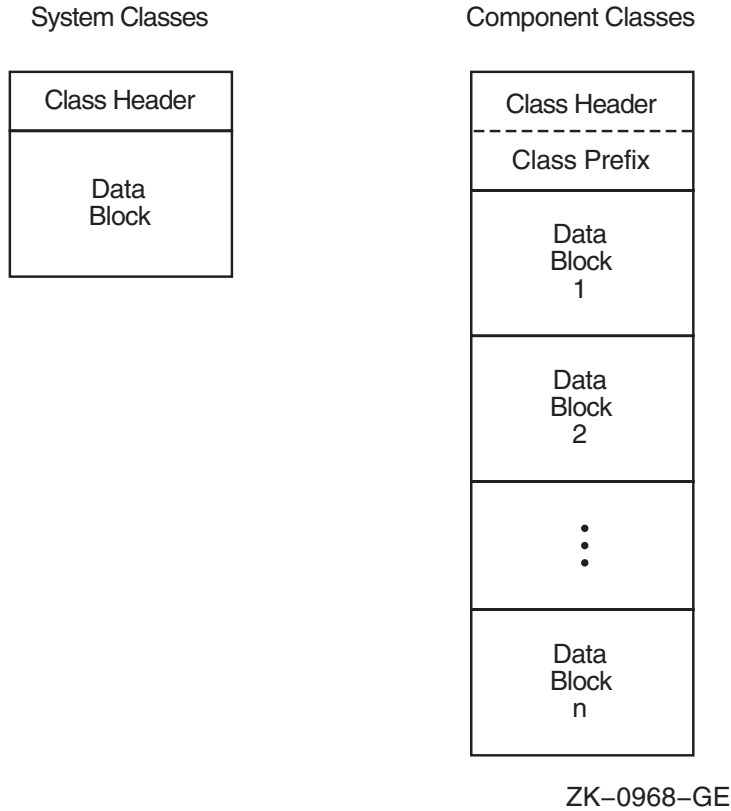 System Classes
Class Header
Data
Block
Component Classes
Class Header
Class Prefix
Data
Block
1
Data
Block
2
Data
Block
n
ZK−0968−GE